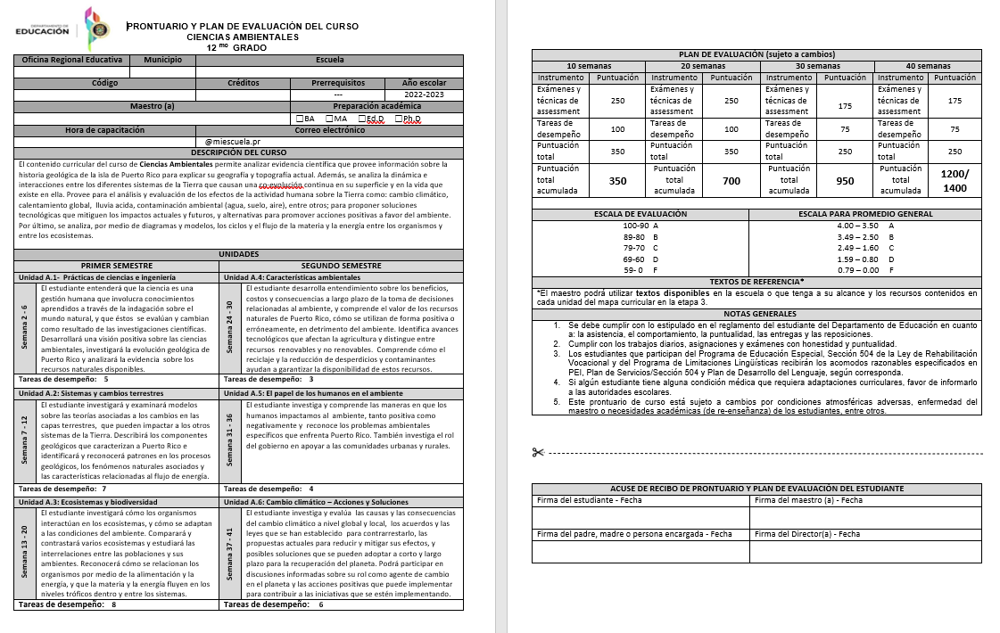 DEPARTAMENTO DE
EDUCACIÓN
PRONTUARIO Y PLAN DE EVALUACIÓN DEL CURSO
CIENCIAS AMBIENTALES
12 mo GRADO
Oficina Regional Educativa Municipio Escuela
Código Créditos Prerrequisitos Año escolar
--- 2022-2023
Maestro (a) Preparación académica
☐BA ☐MA ☐Ed.D ☐Ph.D
Hora de capacitación Correo electrónico
@miescuela.pr
DESCRIPCIÓN DEL CURSO
El contenido curricular del curso de Ciencias Ambientales permite analizar evidencia científica que provee información sobre la
historia geológica de la isla de Puerto Rico para explicar su geografía y topografía actual. Además, se analiza la dinámica e
interacciones entre los diferentes sistemas de la Tierra que causan una co-evolución continua en su superficie y en la vida que
existe en ella. Provee para el análisis y evaluación de los efectos de la actividad humana sobre la Tierra como: cambio climático,
calentamiento global, lluvia acida, contaminación ambiental (agua, suelo, aire), entre otros; para proponer soluciones
tecnológicas que mitiguen los impactos actuales y futuros, y alternativas para promover acciones positivas a favor del ambiente.
Por último, se analiza, por medio de diagramas y modelos, los ciclos y el flujo de la materia y la energía entre los organismos y
entre los ecosistemas.
UNIDADES
PRIMER SEMESTRE SEGUNDO SEMESTRE
Unidad A.1- Prácticas de ciencias e ingeniería
Semana 2 - 6
El estudiante entenderá que la ciencia es una
gestión humana que involucra conocimientos
aprendidos a través de la indagación sobre el
mundo natural, y que éstos se evalúan y cambian
como resultado de las investigaciones científicas.
Desarrollará una visión positiva sobre las ciencias
ambientales, investigará la evolución geológica de
Puerto Rico y analizará la evidencia sobre los
recursos naturales disponibles.
Tareas de desempeño: 5
Unidad A.4: Características ambientales
Semana 24 - 30
El estudiante desarrolla entendimiento sobre los beneficios,
costos y consecuencias a largo plazo de la toma de decisiones
relacionadas al ambiente, y comprende el valor de los recursos
naturales de Puerto Rico, cómo se utilizan de forma positiva o
erróneamente, en detrimento del ambiente. Identifica avances
tecnológicos que afectan la agricultura y distingue entre
recursos renovables y no renovables. Comprende cómo el
reciclaje y la reducción de desperdicios y contaminantes
ayudan a garantizar la disponibilidad de estos recursos.
Tareas de desempeño: 3
Unidad A.2: Sistemas y cambios terrestres
Semana 7 - 12
El estudiante investigará y examinará modelos
sobre las teorías asociadas a los cambios en las
capas terrestres, que pueden impactar a los otros
sistemas de la Tierra. Describirá los componentes
geológicos que caracterizan a Puerto Rico e
identificará y reconocerá patrones en los procesos
geológicos, los fenómenos naturales asociados y
las características relacionadas al flujo de energía.
Tareas de desempeño: 7
Unidad A.5: El papel de los humanos en el ambiente
Semana 31 - 36
El estudiante investiga y comprende las maneras en que los
humanos impactamos al ambiente, tanto positiva como
negativamente y reconoce los problemas ambientales
específicos que enfrenta Puerto Rico. También investiga el rol
del gobierno en apoyar a las comunidades urbanas y rurales.
Tareas de desempeño: 4
Unidad A.3: Ecosistemas y biodiversidad
Semana 13 - 20
El estudiante investigará cómo los organismos
interactúan en los ecosistemas, y cómo se adaptan
a las condiciones del ambiente. Comparará y
contrastará varios ecosistemas y estudiará las
interrelaciones entre las poblaciones y sus
ambientes. Reconocerá cómo se relacionan los
organismos por medio de la alimentación y la
energía, y que la materia y la energía fluyen en los
niveles tróficos dentro y entre los sistemas.
Tareas de desempeño: 8
Unidad A.6: Cambio climático – Acciones y Soluciones
Semana 37 - 41
El estudiante investiga y evalúa las causas y las consecuencias
del cambio climático a nivel global y local, los acuerdos y las
leyes que se han establecido para contrarrestarlo, las
propuestas actuales para reducir y mitigar sus efectos, y
posibles soluciones que se pueden adoptar a corto y largo
plazo para la recuperación del planeta. Podrá participar en
discusiones informadas sobre su rol como agente de cambio
en el planeta y las acciones positivas que puede implementar
para contribuir a las iniciativas que se estén implementando.
Tareas de desempeño: 6
PLAN DE EVALUACIÓN (sujeto a cambios)
10 semanas 20 semanas 30 semanas 40 semanas
Instrumento Puntuación Instrumento Puntuación Instrumento Puntuación Instrumento Puntuación
Exámenes y técnicas de assessment 250 Exámenes y técnicas de assessment 250 Exámenes y técnicas de assessment 175 Exámenes y técnicas de assessment 175
Tareas de desempeño 100 Tareas de desempeño 100 Tareas de desempeño 75 Tareas de desempeño 75
Puntuación total 350 Puntuación total 350 Puntuación total 250 Puntuación total 250
Puntuación total acumulada 350 Puntuación total acumulada 700 Puntuación total acumulada 950 Puntuación total acumulada 1200/ 1400
ESCALA DE EVALUACIÓN ESCALA PARA PROMEDIO GENERAL
100-90 A 4.00 – 3.50 A
89-80 B 3.49 – 2.50 B
79-70 C 2.49 – 1.60 C
69-60 D 1.59 – 0.80 D
59- 0 F 0.79 – 0.00 F
TEXTOS DE REFERENCIA*
*El maestro podrá utilizar textos disponibles en la escuela o que tenga a su alcance y los recursos contenidos en
cada unidad del mapa curricular en la etapa 3.
NOTAS GENERALES
1. Se debe cumplir con lo estipulado en el reglamento del estudiante del Departamento de Educación en cuanto
a: la asistencia, el comportamiento, la puntualidad, las entregas y las reposiciones.
2. Cumplir con los trabajos diarios, asignaciones y exámenes con honestidad y puntualidad.
3. Los estudiantes que participan del Programa de Educación Especial, Sección 504 de la Ley de Rehabilitación
Vocacional y del Programa de Limitaciones Lingüísticas recibirán los acomodos razonables especificados en
PEI, Plan de Servicios/Sección 504 y Plan de Desarrollo del Lenguaje, según corresponda.
4. Si algún estudiante tiene alguna condición médica que requiera adaptaciones curriculares, favor de informarlo
a las autoridades escolares.
5. Este prontuario de curso está sujeto a cambios por condiciones atmosféricas adversas, enfermedad del
maestro o necesidades académicas (de re-enseñanza) de los estudiantes, entre otros.
ACUSE DE RECIBO DE PRONTUARIO Y PLAN DE EVALUACIÓN DEL ESTUDIANTE
Firma del estudiante - Fecha Firma del maestro (a) - Fecha
Firma del padre, madre o persona encargada - Fecha Firma del Director(a) - Fecha